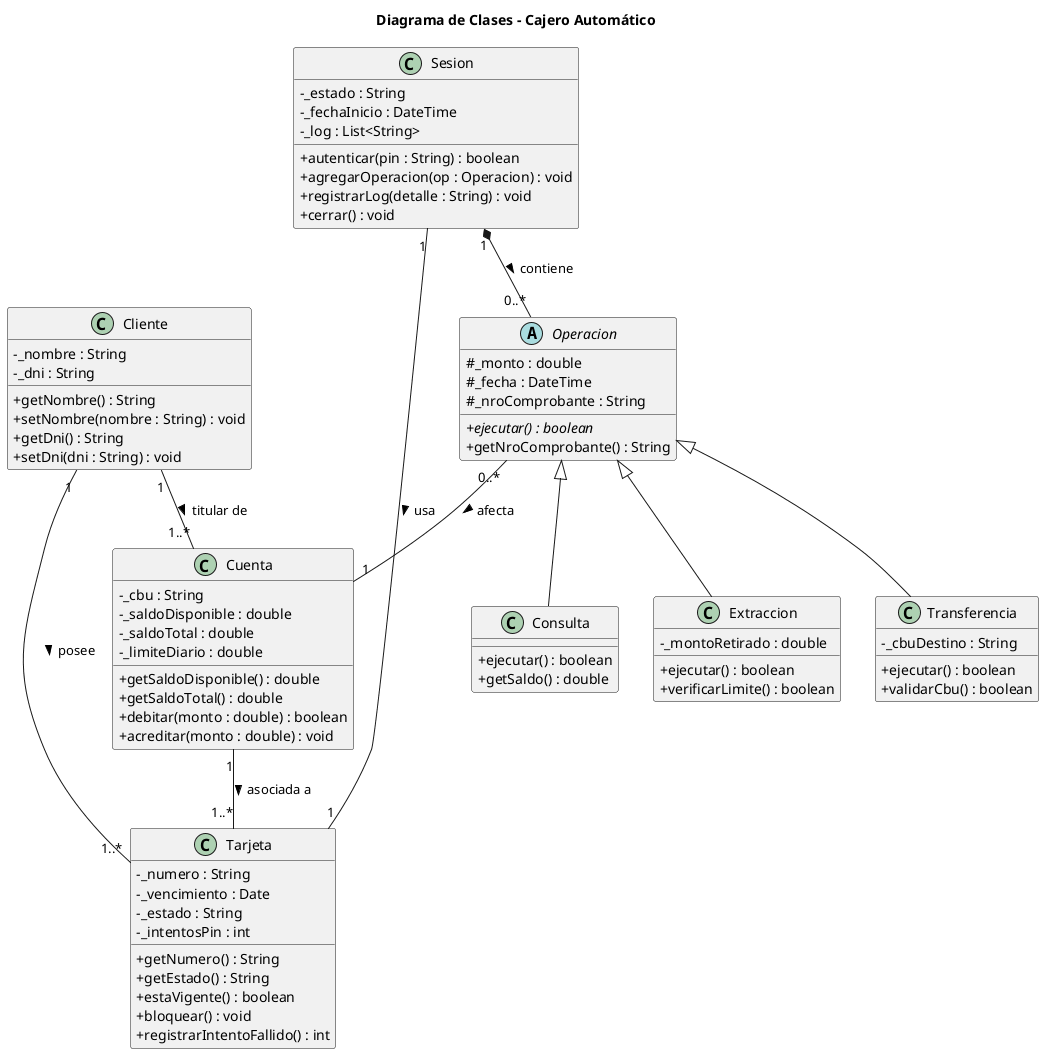 Diagrama de Clases - Cajero Automático
C Sesion
-_estado : String
-_fechaInicio : DateTime
-_log : List<String>
+autenticar(pin : String) : boolean
+agregarOperacion(op : Operacion) : void
+registrarLog(detalle : String) : void
+cerrar() : void
1
1
contiene
0..*
C Cliente
-_nombre : String
-_dni : String
+getNombre() : String
+setNombre(nombre : String) : void
+getDni() : String
+setDni(dni : String) : void
A Operacion
#_monto : double
#_fecha : DateTime
#_nroComprobante : String
+ejecutar() : boolean
+getNroComprobante() : String
1
1
titular de
1..*
0..*
afecta
1
usa
posee
C Cuenta
-_cbu : String
-_saldoDisponible : double
-_saldoTotal : double
-_limiteDiario : double
+getSaldoDisponible() : double
+getSaldoTotal() : double
+debitar(monto : double) : boolean
+acreditar(monto : double) : void
C Consulta
+ejecutar() : boolean
+getSaldo() : double
C Extraccion
-_montoRetirado : double
+ejecutar() : boolean
+verificarLimite() : boolean
C Transferencia
-_cbuDestino : String
+ejecutar() : boolean
+validarCbu() : boolean
1
asociada a
1..*
1
1..*
C Tarjeta
-_numero : String
-_vencimiento : Date
-_estado : String
-_intentosPin : int
+getNumero() : String
+getEstado() : String
+estaVigente() : boolean
+bloquear() : void
+registrarIntentoFallido() : int